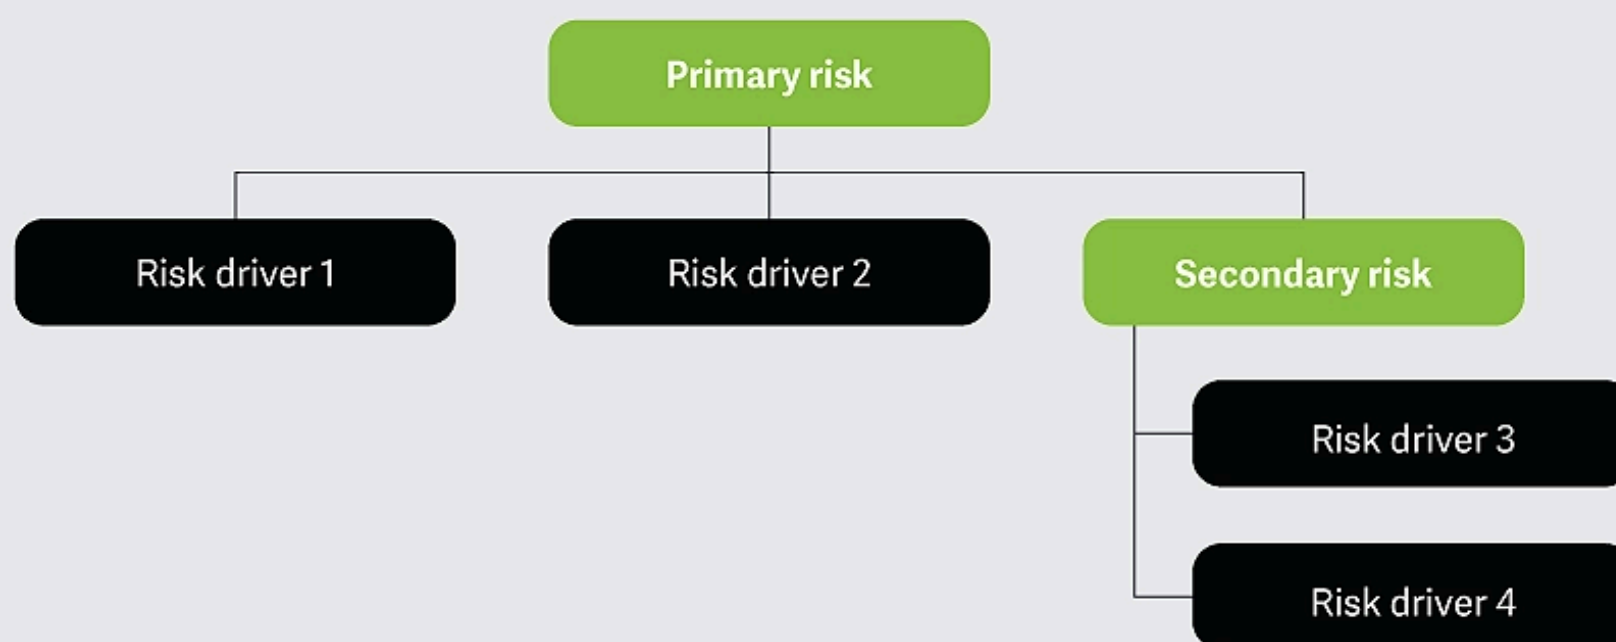 Primary risk
Risk driver 1
Risk driver 2
Secondary risk
Risk driver 3
Risk driver 4